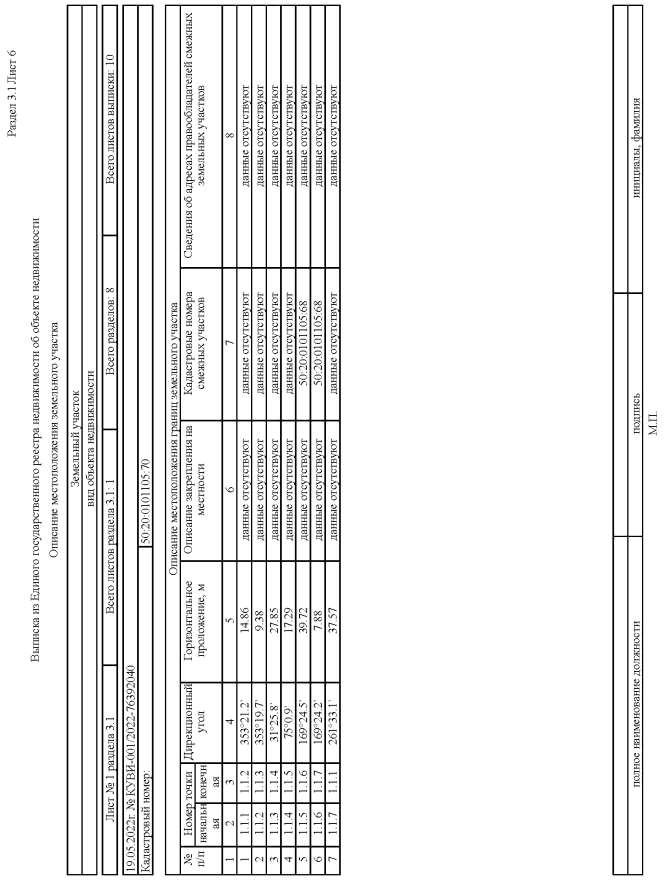 Раздел 3.1 Лист 6
Выписка из Единого государственного реестра недвижимости об объекте недвижимости
Описание местоположения земельного участка
Земельный участок
вид объекта недвижимости
Лист № 1 раздела 3.1 Всего листов раздела 3.1: 1 Всего разделов: 8 Всего листов выписки: 10
19.05.2022г. № КУВИ-001/2022-76392040
Кадастровый номер: 50:20:0101105:70
Описание местоположения границ земельного участка
№ п/п Номер точки Дирекционный угол Горизонтальное проложение, м Описание закрепления на местности Кадастровые номера смежных участков Сведения об адресах правообладателей смежных земельных участков
начальная конечная
1 2 3 4 5 6 7 8
1 1.1.1 1.1.2 353°21.2` 14.86 данные отсутствуют данные отсутствуют данные отсутствуют
2 1.1.2 1.1.3 353°19.7` 9.38 данные отсутствуют данные отсутствуют данные отсутствуют
3 1.1.3 1.1.4 31°25.8` 27.85 данные отсутствуют данные отсутствуют данные отсутствуют
4 1.1.4 1.1.5 75°0.9` 17.29 данные отсутствуют данные отсутствуют данные отсутствуют
5 1.1.5 1.1.6 169°24.5` 39.72 данные отсутствуют 50:20:0101105:68 данные отсутствуют
6 1.1.6 1.1.7 169°24.2` 7.88 данные отсутствуют 50:20:0101105:68 данные отсутствуют
7 1.1.7 1.1.1 261°33.1` 37.57 данные отсутствуют данные отсутствуют данные отсутствуют
полное наименование должности подпись инициалы, фамилия
М.П.